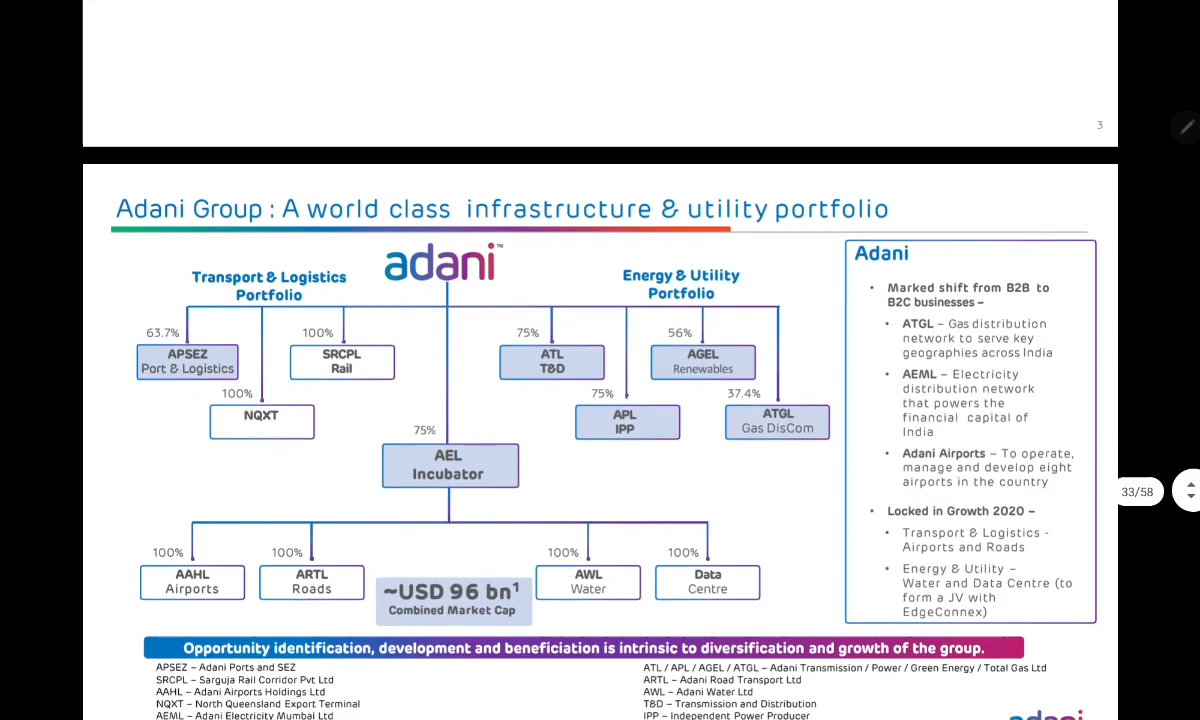 3
Adani Group : A world class infrastructure & utility portfolio
adani™
Transport & Logistics
Portfolio
Energy & Utility
Portfolio
63.7%
APSEZ
Port & Logistics
100%
SRCPL
Rail
100%
NQXT
75%
ATL
T&D
56%
AGEL
Renewables
75%
APL
IPP
37.4%
ATGL
Gas DisCom
75%
AEL
Incubator
100%
AAHL
Airports
100%
ARTL
Roads
~USD 96 bn¹
Combined Market Cap
100%
AWL
Water
100%
Data
Centre
Adani
• Marked shift from B2B to
B2C businesses –
• ATGL – Gas distribution
network to serve key
geographies across India
• AEML – Electricity
distribution network
that powers the
financial capital of
India
• Adani Airports – To operate,
manage and develop eight
airports in the country
• Locked in Growth 2020 –
• Transport & Logistics -
Airports and Roads
• Energy & Utility –
Water and Data Centre (to
form a JV with
EdgeConnex)
33/58
Opportunity identification, development and beneficiation is intrinsic to diversification and growth of the group.
APSEZ – Adani Ports and SEZ
SRCPL – Sarguja Rail Corridor Pvt Ltd
AAHL – Adani Airports Holdings Ltd
NQXT – North Queensland Export Terminal
AEML – Adani Electricity Mumbai Ltd
ATL / APL / AGEL / ATGL – Adani Transmission / Power / Green Energy / Total Gas Ltd
ARTL – Adani Road Transport Ltd
AWL – Adani Water Ltd
T&D – Transmission and Distribution
IPP – Independent Power Producer
adani